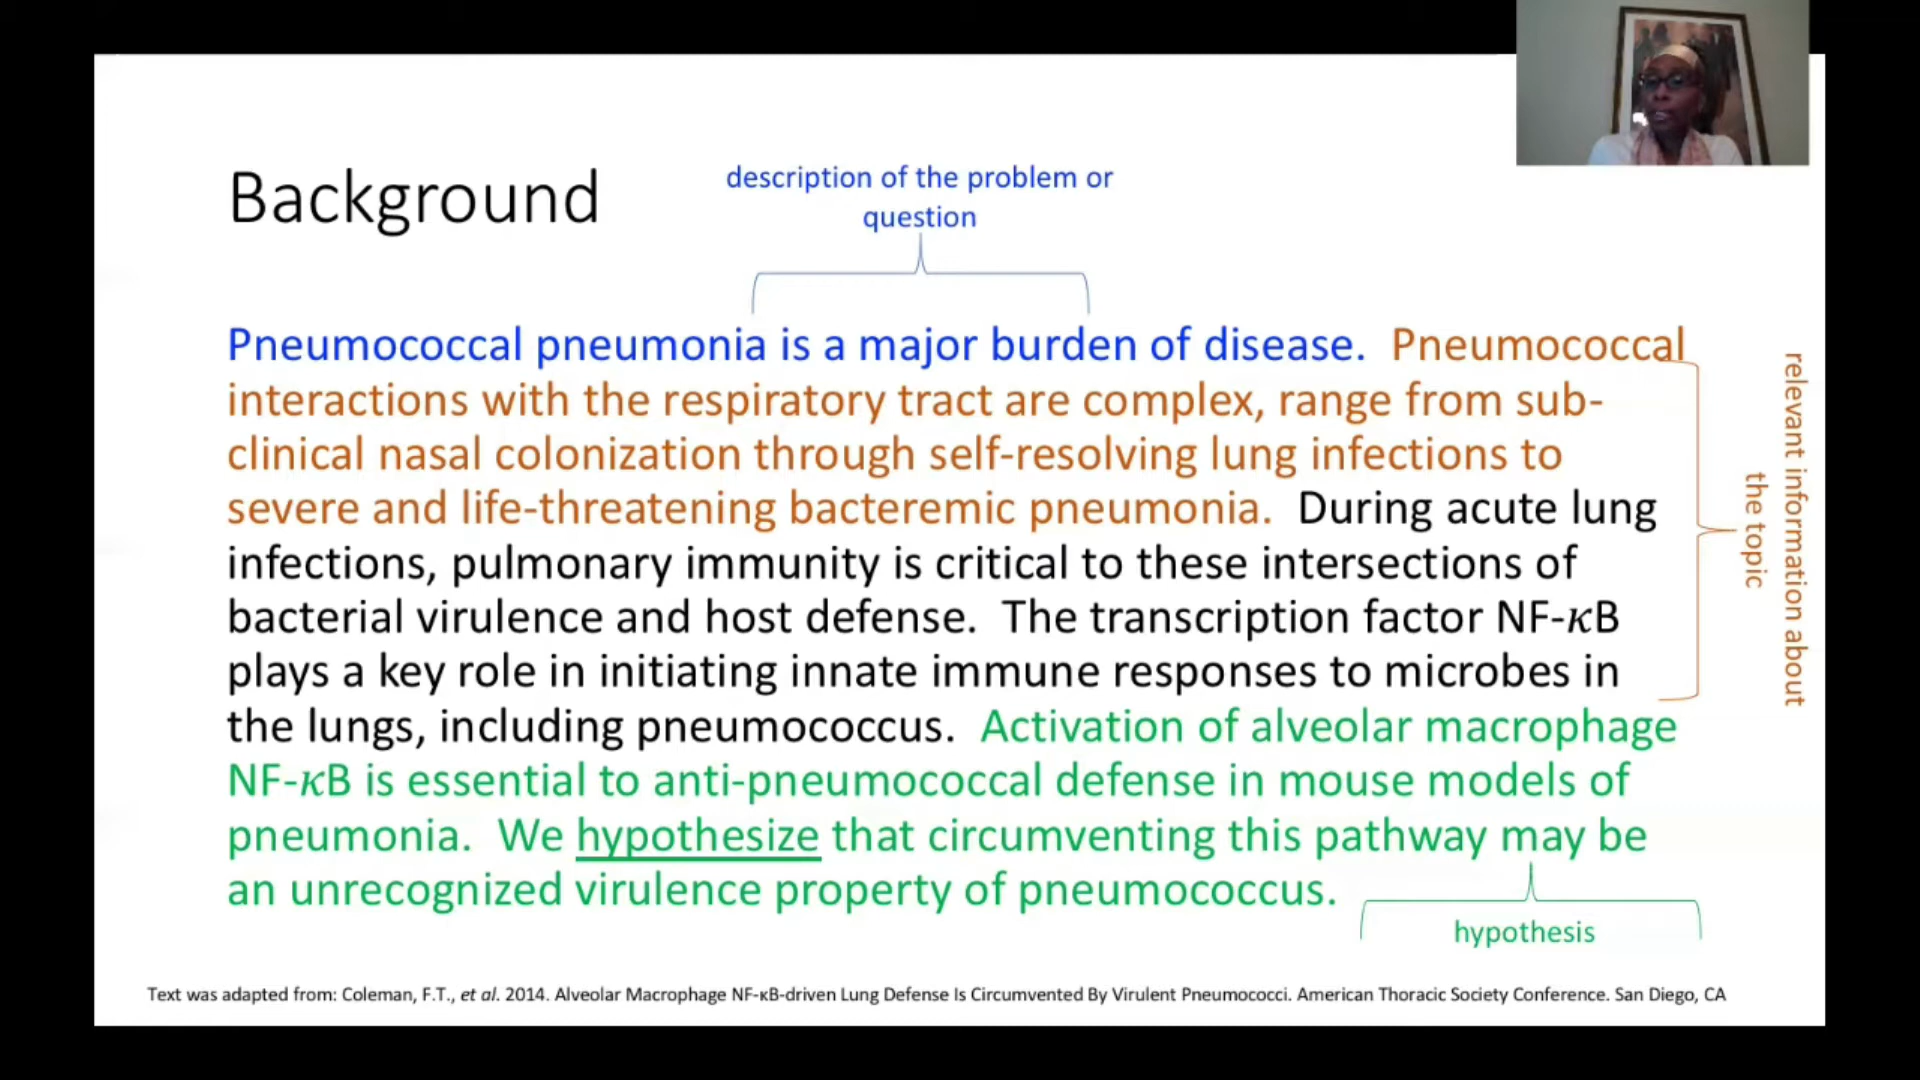 Background
description of the problem or
question
Pneumococcal pneumonia is a major burden of disease. Pneumococcal
interactions with the respiratory tract are complex, range from sub-
clinical nasal colonization through self-resolving lung infections to
severe and life-threatening bacteremic pneumonia. During acute lung
infections, pulmonary immunity is critical to these intersections of
bacterial virulence and host defense. The transcription factor NF-κB
plays a key role in initiating innate immune responses to microbes in
the lungs, including pneumococcus. Activation of alveolar macrophage
NF-κB is essential to anti-pneumococcal defense in mouse models of
pneumonia. We hypothesize that circumventing this pathway may be
an unrecognized virulence property of pneumococcus.
relevant information about
the topic
hypothesis
Text was adapted from: Coleman, F.T., et al. 2014. Alveolar Macrophage NF-κB-driven Lung Defense Is Circumvented By Virulent Pneumococci. American Thoracic Society Conference. San Diego, CA